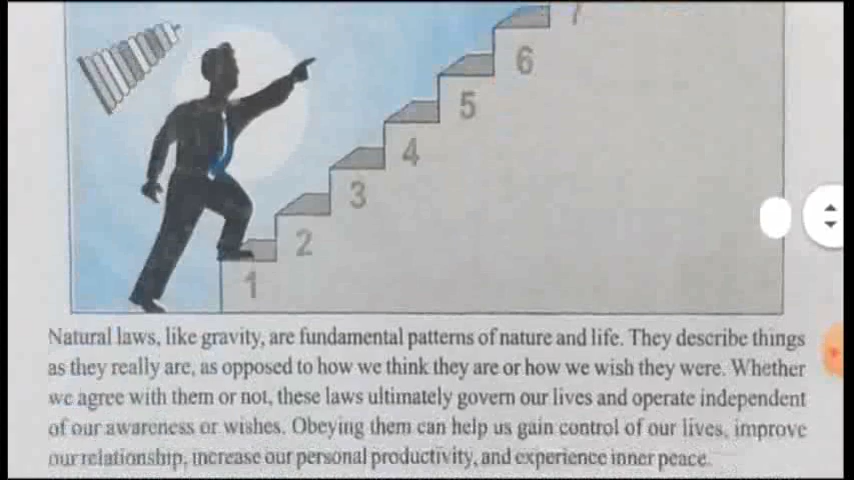 7
6
5
4
3
2
1
Natural laws, like gravity, are fundamental patterns of nature and life. They describe things
as they really are, as opposed to how we think they are or how we wish they were. Whether
we agree with them or not, these laws ultimately govern our lives and operate independent
of our awareness or wishes. Obeying them can help us gain control of our lives, improve
our relationship, increase our personal productivity, and experience inner peace.